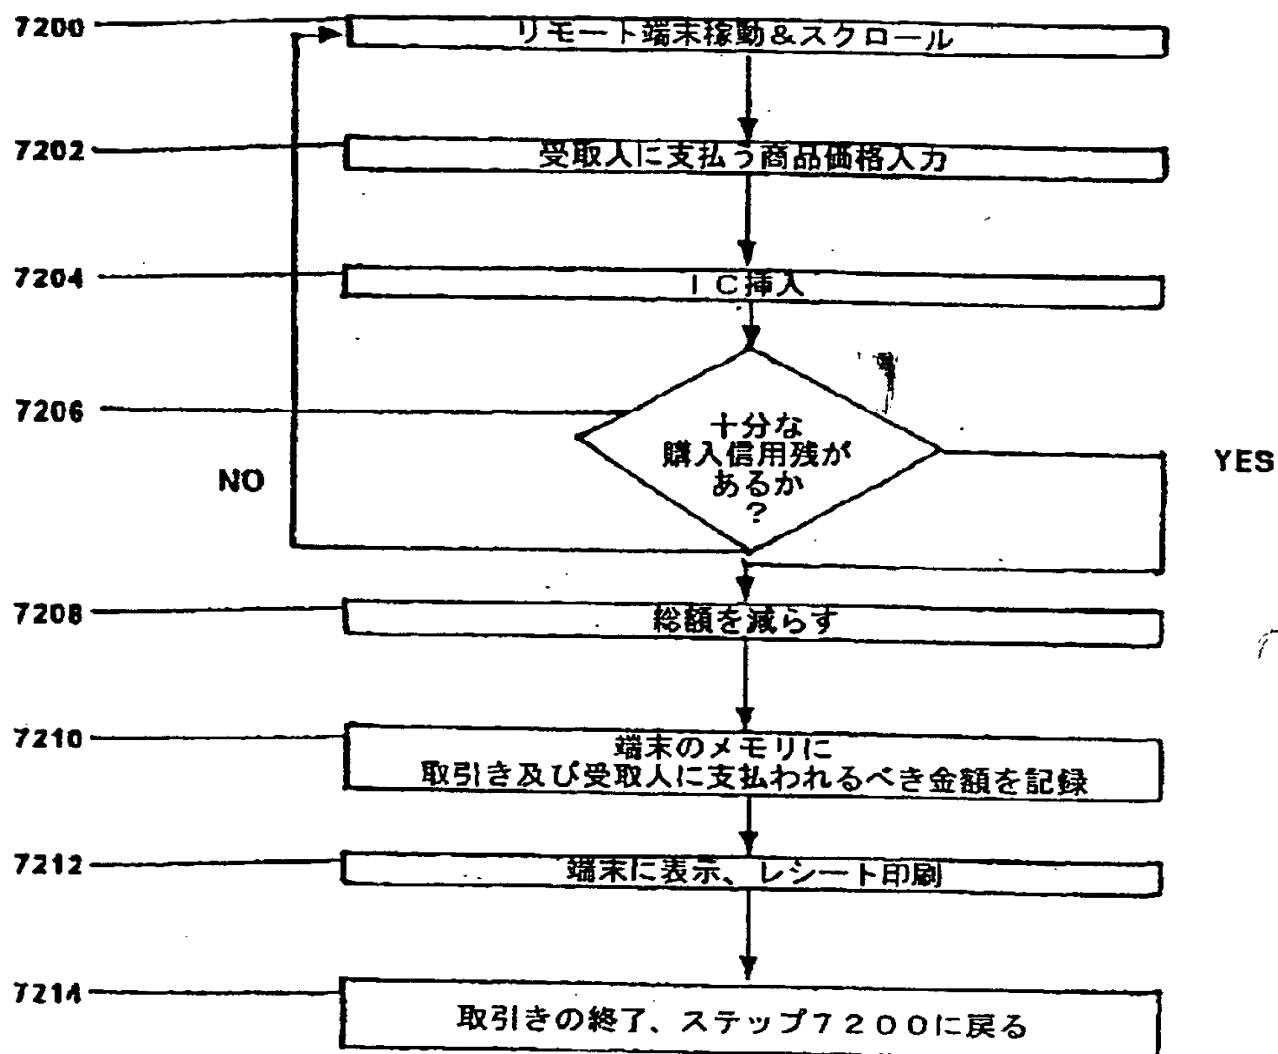 7200
リモート端末稼動&スクロール
7202
受取人に支払う商品価格入力
7204
IC挿入
7206
十分な
購入信用残が
あるか
?
NO
YES
7208
総額を減らす
7210
端末のメモリに
取引き及び受取人に支払われるべき金額を記録
7212
端末に表示、レシート印刷
7214
取引きの終了、ステップ7200に戻る